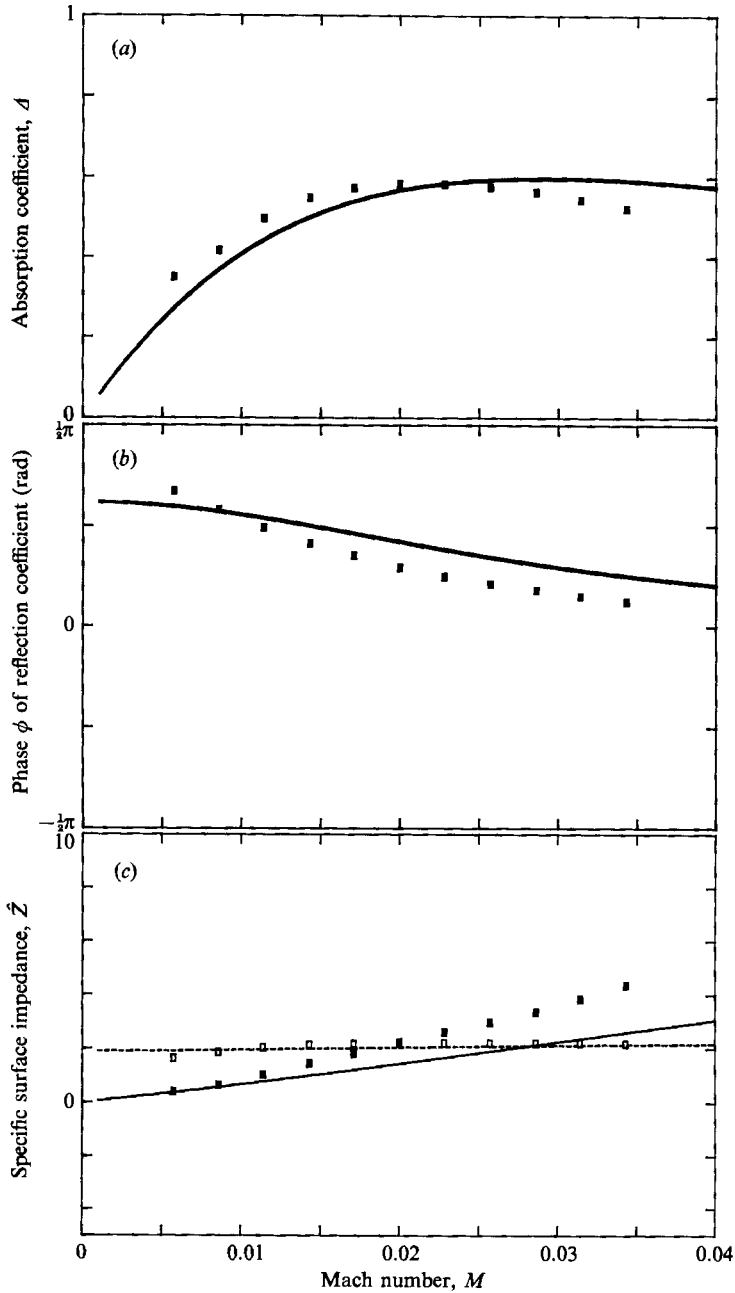 1
(a)
Absorption coefficient, Δ
0
½π
(b)
Phase ϕ of reflection coefficient (rad)
0
−½π
10
(c)
Specific surface impedance, Ẑ
0
0 0.01 0.02 0.03 0.04
Mach number, M